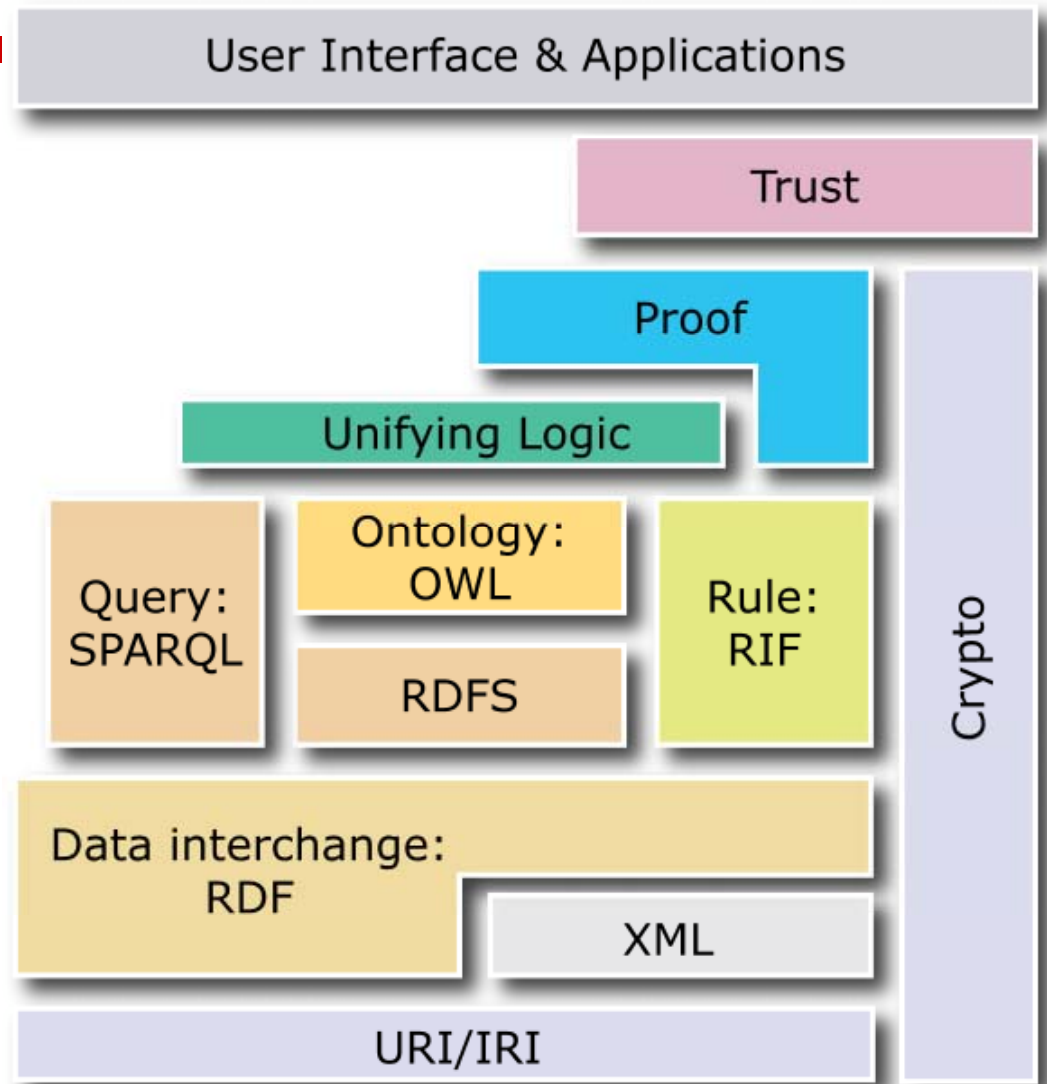 User Interface & Applications
Trust
Proof
Unifying Logic
Query:
SPARQL
Ontology:
OWL
RDFS
Rule:
RIF
Crypto
Data interchange:
RDF
XML
URI/IRI